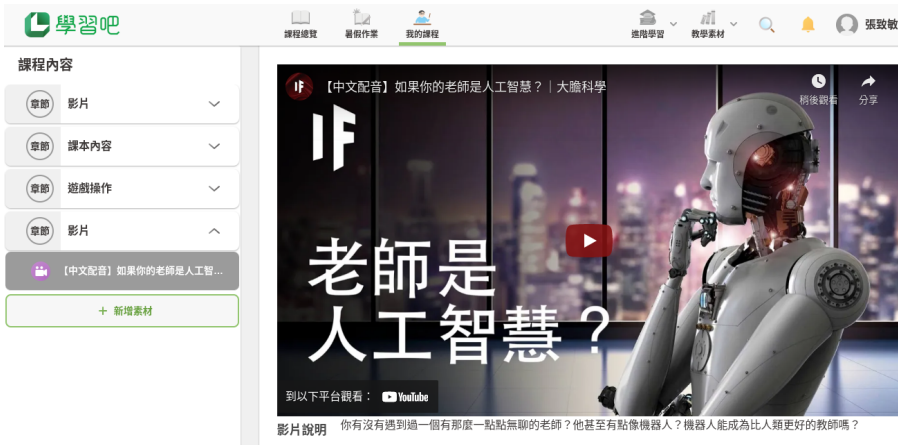 學習吧
課程總覽
暑假作業
我的課程
進階學習
教學素材
張致敏
課程內容
章節 影片
章節 課本內容
章節 遊戲操作
章節 影片
【中文配音】如果你的老師是人工智...
+ 新增素材
IF 【中文配音】如果你的老師是人工智慧?｜大膽科學
稍後觀看
分享
IF
老師是
人工智慧?
到以下平台觀看： YouTube
影片說明 你有沒有遇到過一個有那麼一點點無聊的老師？他甚至有點像機器人？機器人能成為比人類更好的教師嗎？